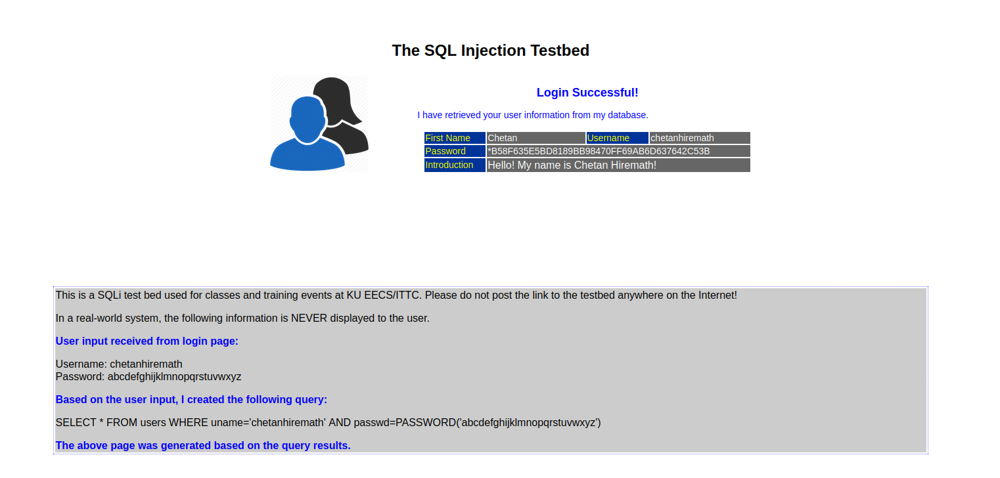 The SQL Injection Testbed
Login Successful!
I have retrieved your user information from my database.
First Name Chetan Username chetanhiremath
Password *B58F635E5BD8189BB98470FF69AB6D637642C53B
Introduction Hello! My name is Chetan Hiremath!
This is a SQLi test bed used for classes and training events at KU EECS/ITTC. Please do not post the link to the testbed anywhere on the Internet!
In a real-world system, the following information is NEVER displayed to the user.
User input received from login page:
Username: chetanhiremath
Password: abcdefghijklmnopqrstuvwxyz
Based on the user input, I created the following query:
SELECT * FROM users WHERE uname='chetanhiremath' AND passwd=PASSWORD('abcdefghijklmnopqrstuvwxyz')
The above page was generated based on the query results.